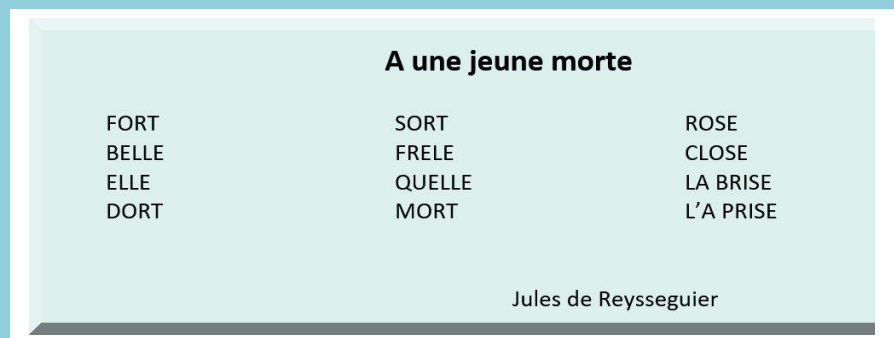 A une jeune morte
FORT
BELLE
ELLE
DORT
SORT
FRELE
QUELLE
MORT
ROSE
CLOSE
LA BRISE
L’A PRISE
Jules de Reysseguier